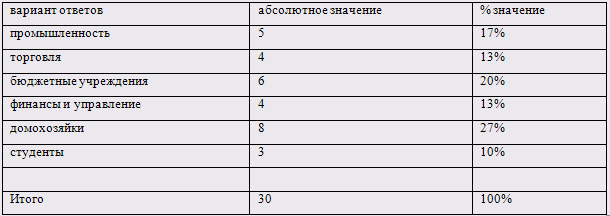 вариант ответов абсолютное значение % значение
промышленность 5 17%
торговля 4 13%
бюджетные учреждения 6 20%
финансы и управление 4 13%
домохозяйки 8 27%
студенты 3 10%
Итого 30 100%